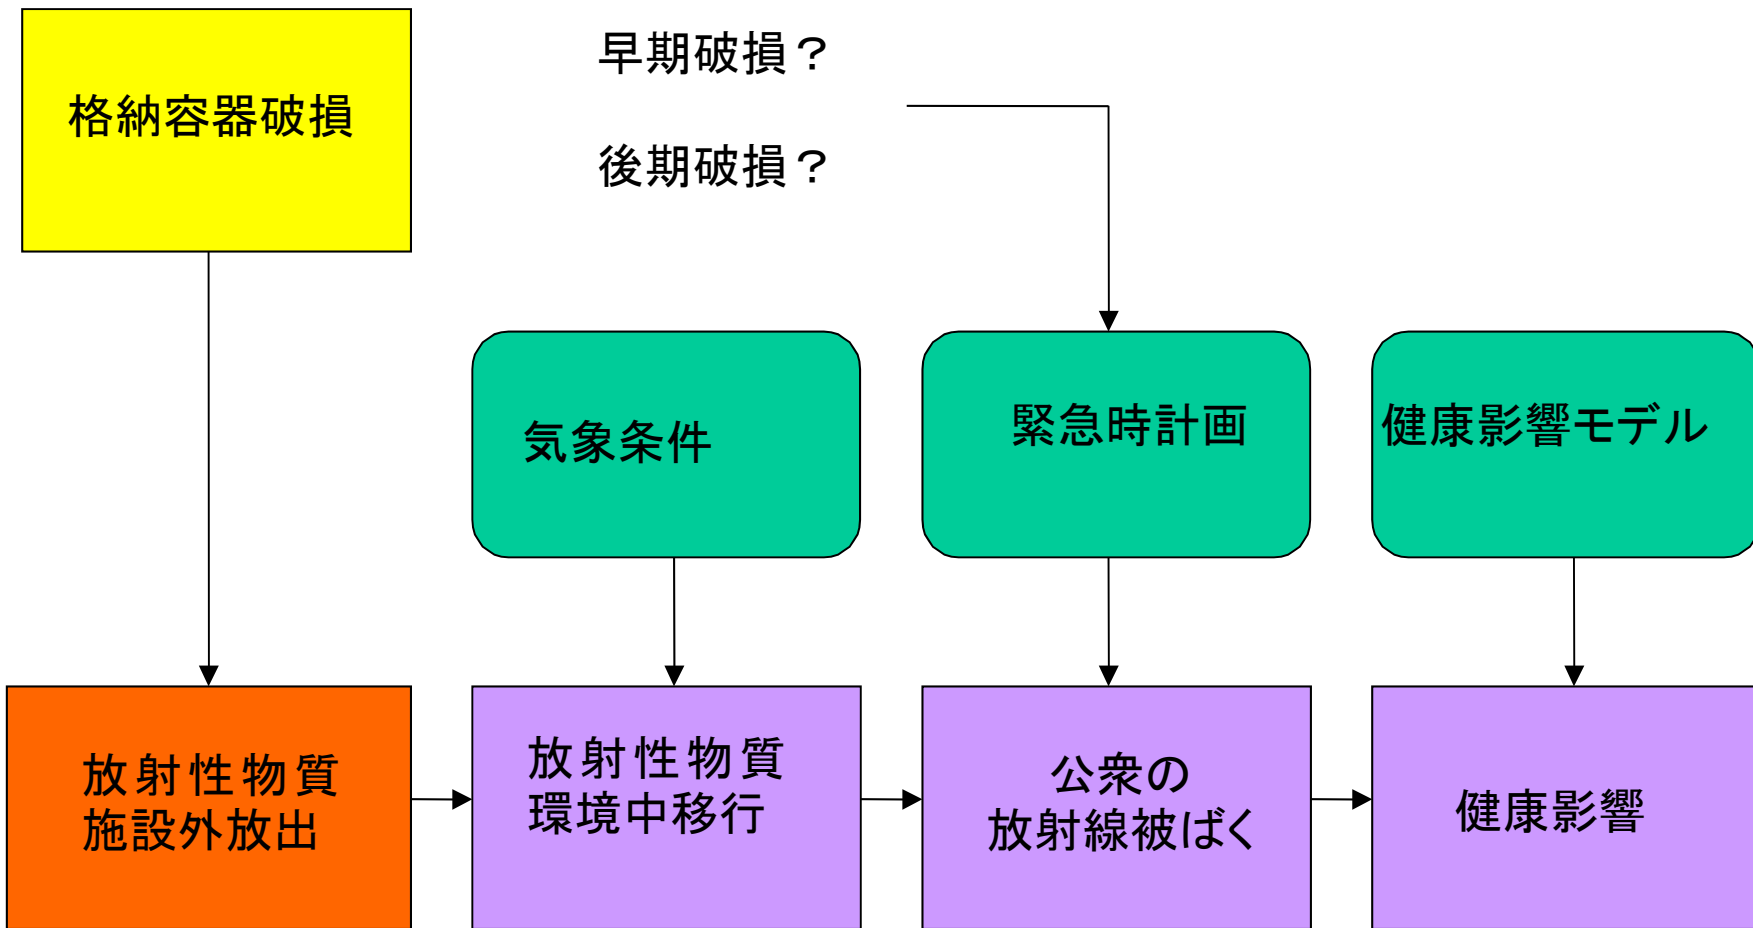 格納容器破損
早期破損？
後期破損？
気象条件
緊急時計画
健康影響モデル
放射性物質
施設外放出
放射性物質
環境中移行
公衆の
放射線被ばく
健康影響